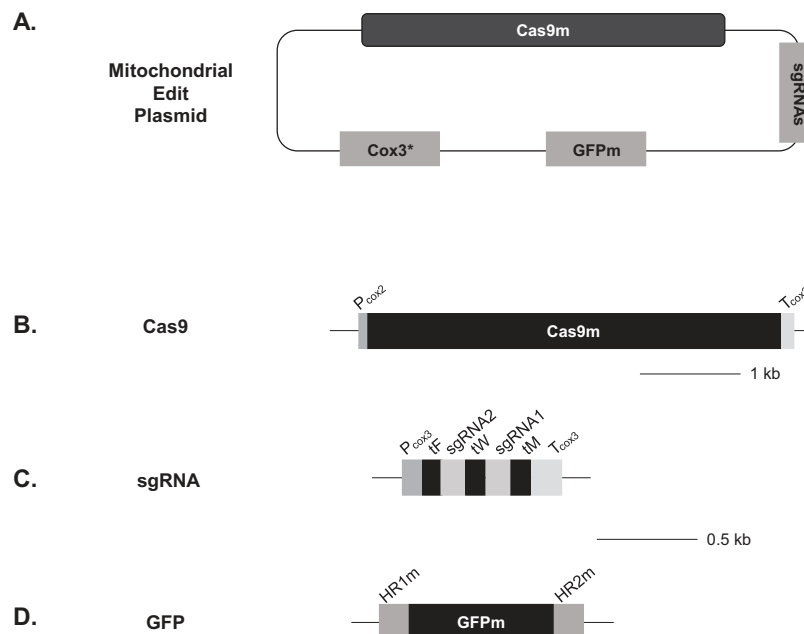 A.
Mitochondrial
Edit
Plasmid
Cas9m
sgRNAs
Cox3*
GFPm
B.
Cas9
Pcox2
Cas9m
1 kb
C.
sgRNA
Pcox3
tF
sgRNA2
tW
sgRNA1
tM
Tcox3
0.5 kb
D.
GFP
HR1m
GFPm
HR2m